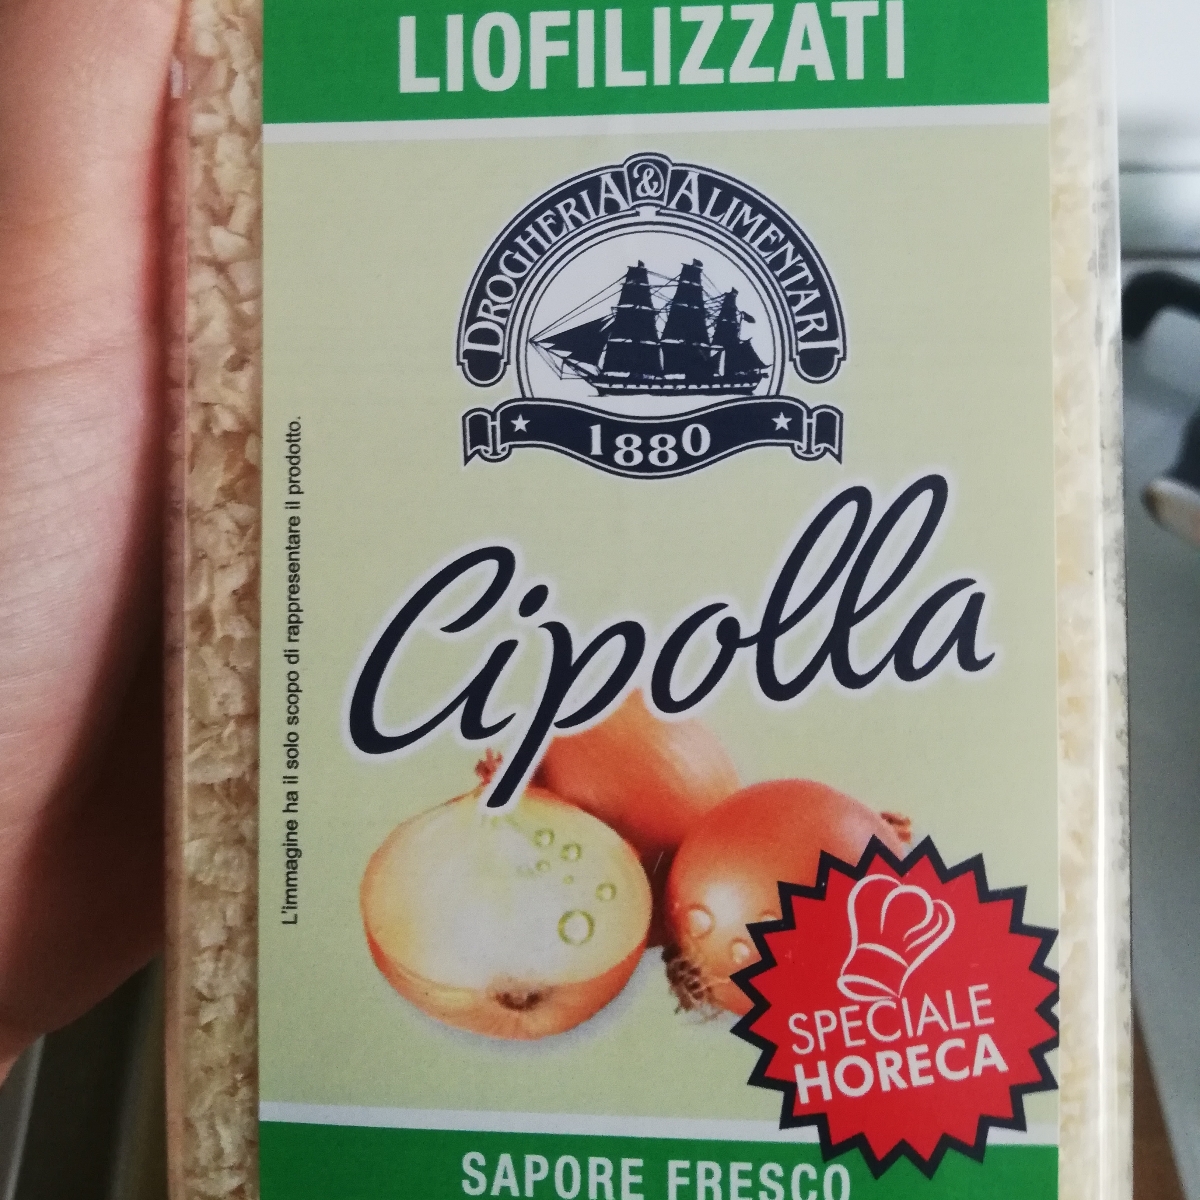 LIOFILIZZATI
DROGHERIA & ALIMENTARI
1880
Cipolla
L'immagine ha il solo scopo di rappresentare il prodotto.
SPECIALE
HORECA
SAPORE FRESCO